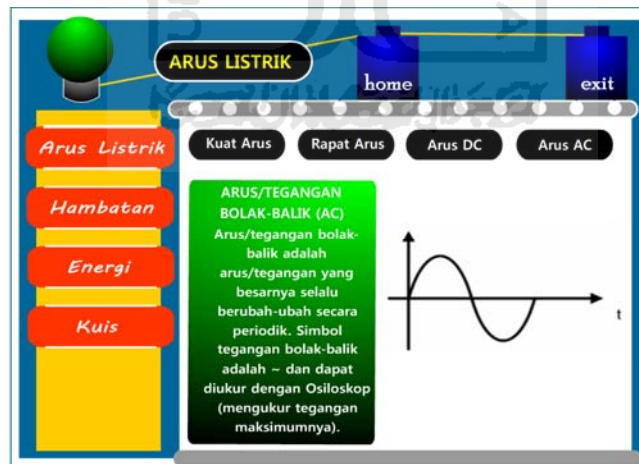 ARUS LISTRIK
home
exit
Arus Listrik
Hambatan
Energi
Kuis
Kuat Arus
Rapat Arus
Arus DC
Arus AC
ARUS/TEGANGAN
BOLAK-BALIK (AC)
Arus/tegangan bolak-
balik adalah
arus/tegangan yang
besarnya selalu
berubah-ubah secara
periodik. Simbol
tegangan bolak-balik
adalah ~ dan dapat
diukur dengan Osiloskop
(mengukur tegangan
maksimumnya).
t